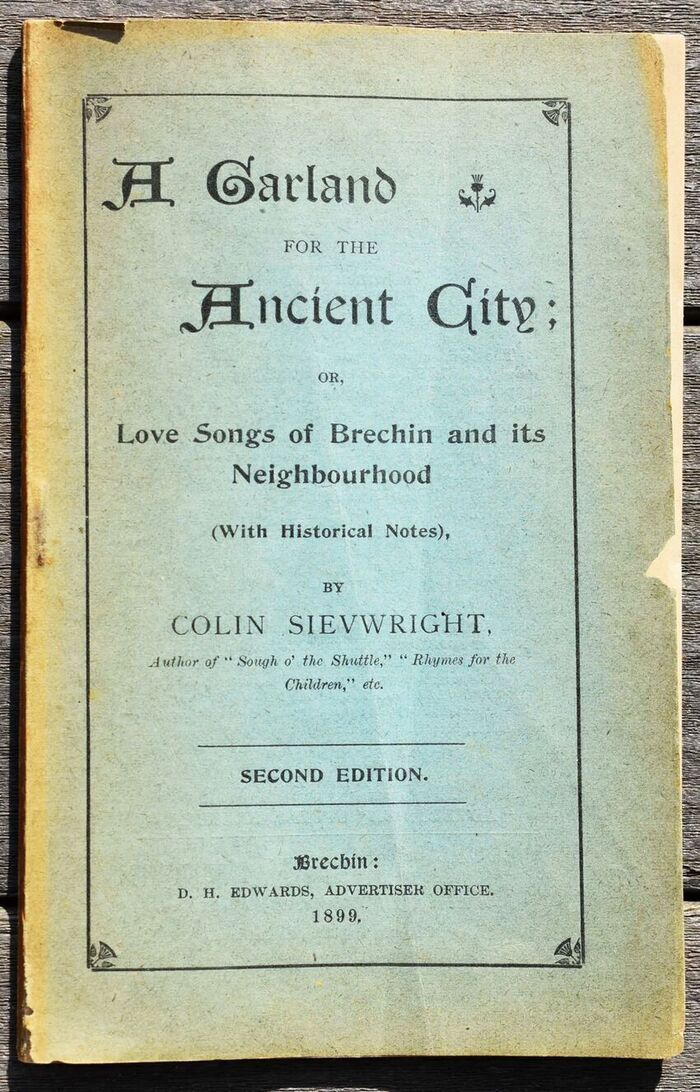 A Garland
FOR THE
Ancient City;
OR,
Love Songs of Brechin and its
Neighbourhood
(With Historical Notes),
BY
COLIN SIEVWRIGHT,
Author of “ Sough o’ the Shuttle,” “ Rhymes for the
Children,” etc.
SECOND EDITION.
Brechin:
D. H. EDWARDS, ADVERTISER OFFICE.
1899.